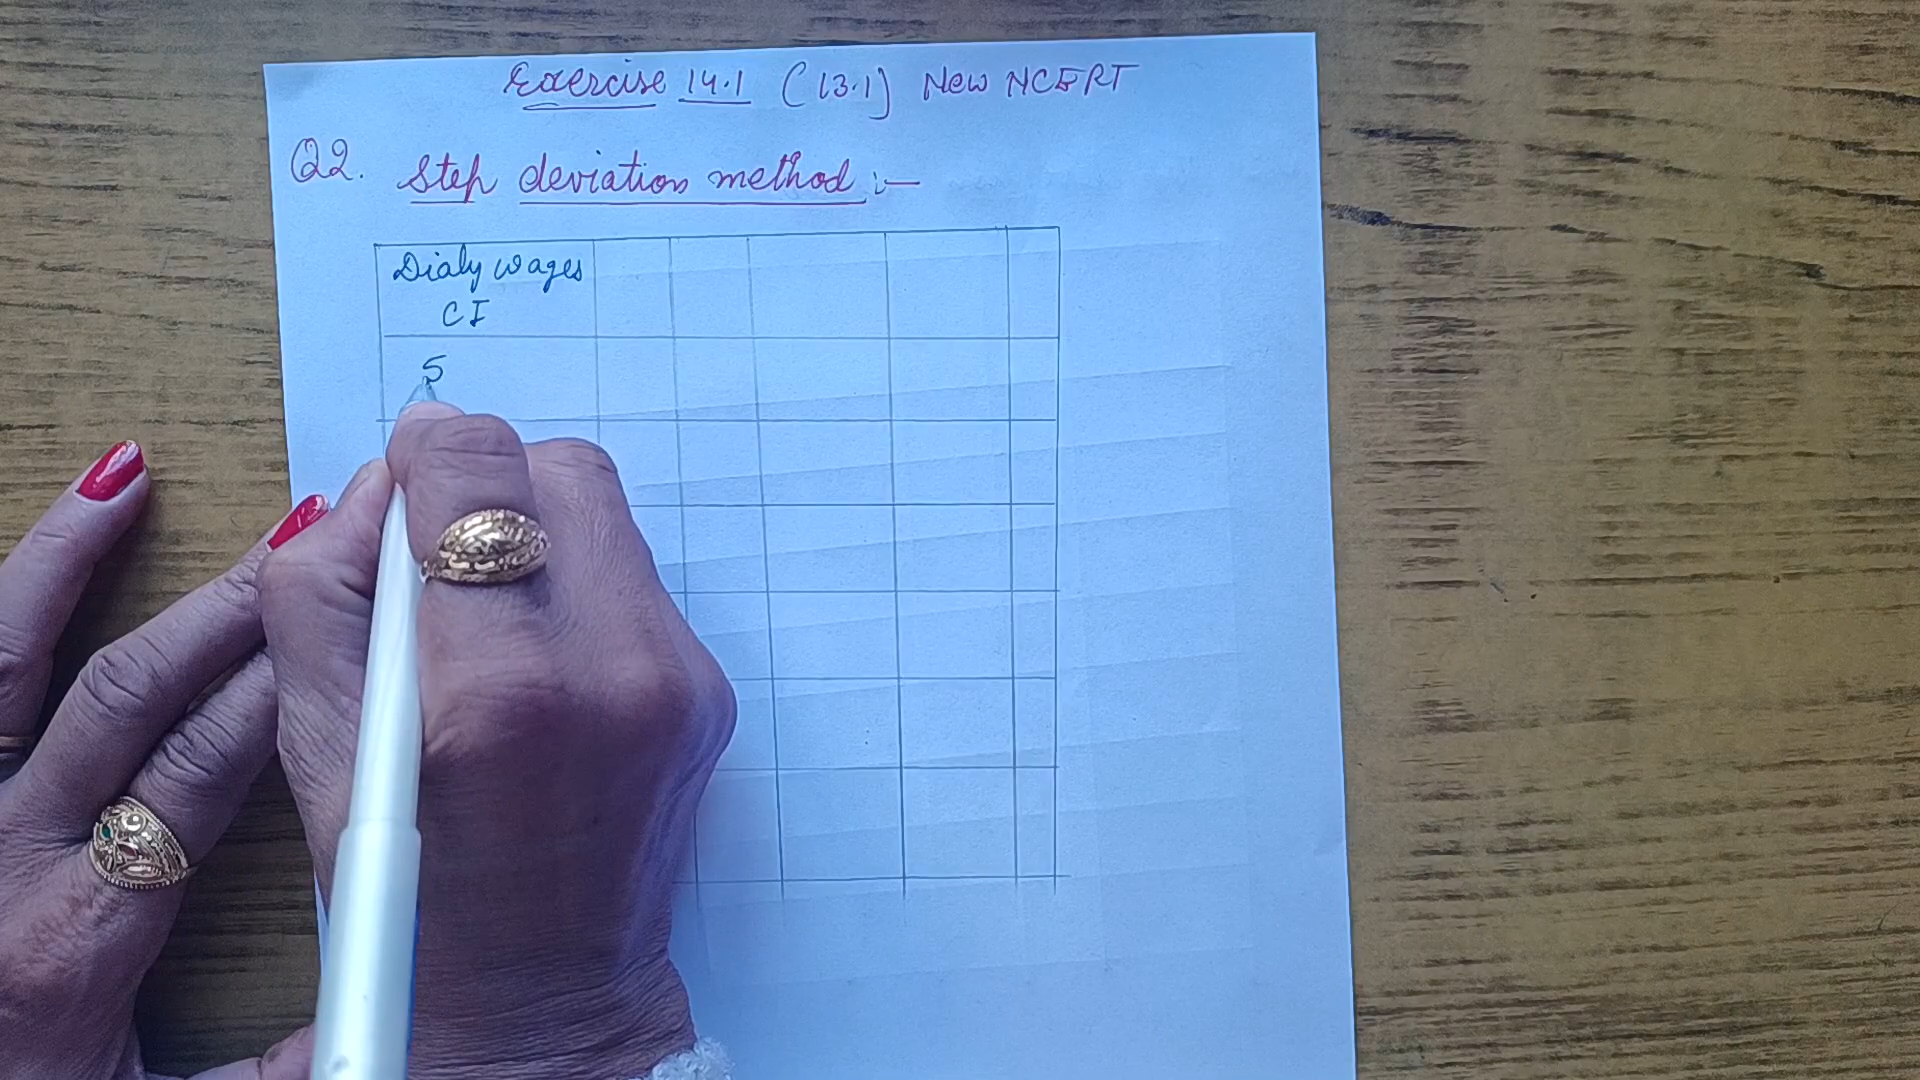 Exercise 14.1 (13.1) New NCERT
Q2. Step deviation method :-
Dialy wages
CI
5